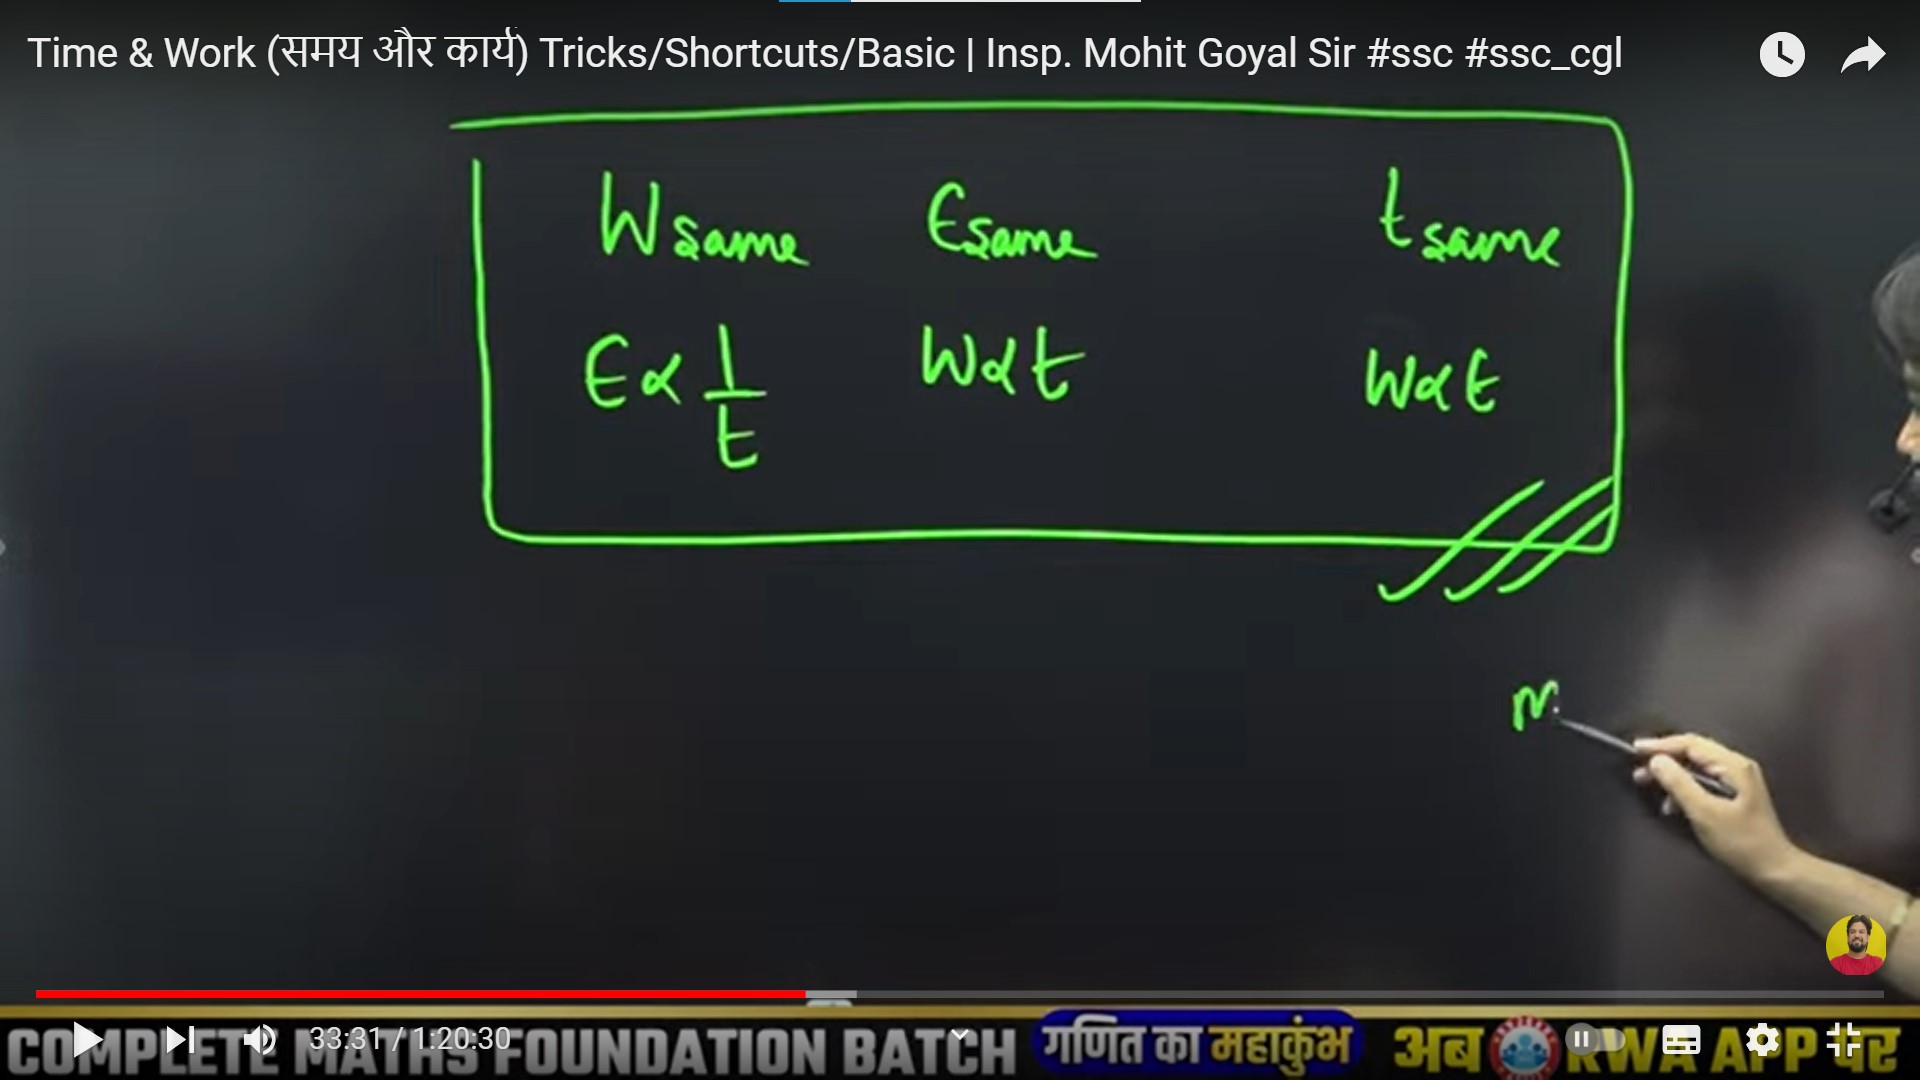 Time & Work (समय और कार्य) Tricks/Shortcuts/Basic | Insp. Mohit Goyal Sir #ssc #ssc_cgl
W same E same t same
E ∝ 1/t W ∝ t W ∝ E
M
33:31 / 1:20:30
COMPLETE MATHS FOUNDATION BATCH गणित का महाकुंभ अब RWA APP पर